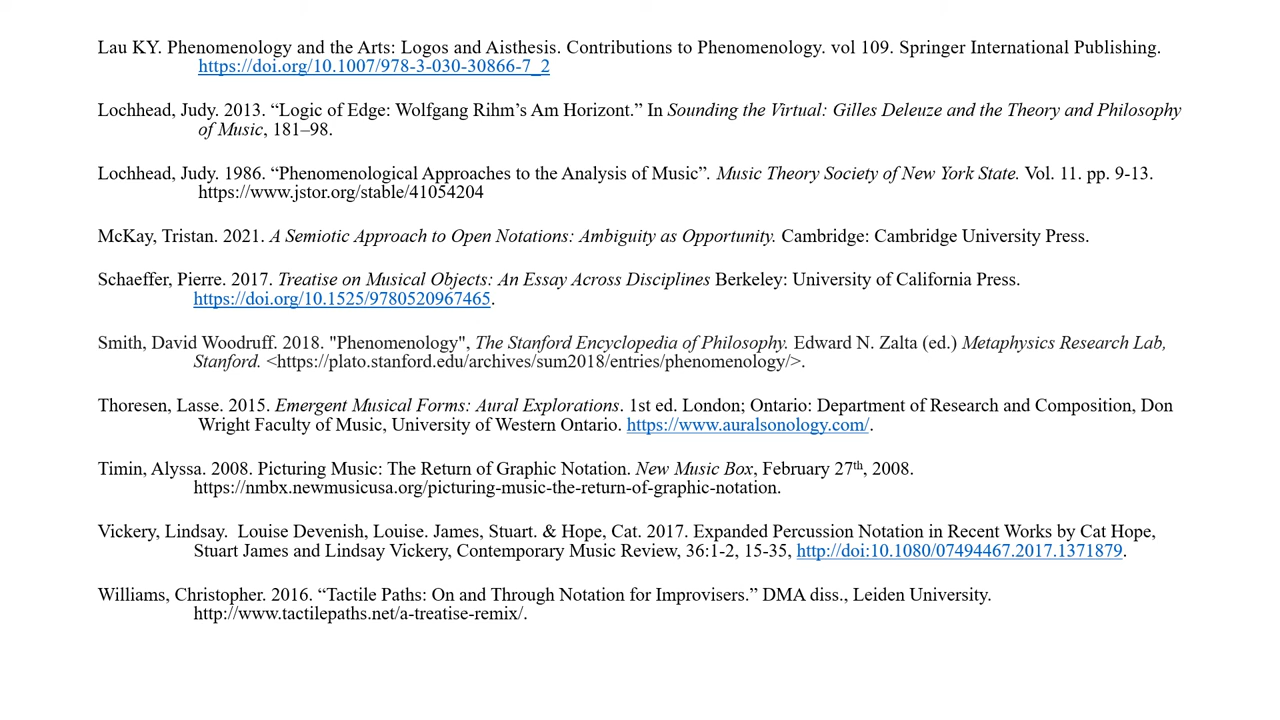 Lau KY. Phenomenology and the Arts: Logos and Aisthesis. Contributions to Phenomenology. vol 109. Springer International Publishing.
https://doi.org/10.1007/978-3-030-30866-7_2
Lochhead, Judy. 2013. “Logic of Edge: Wolfgang Rihm’s Am Horizont.” In Sounding the Virtual: Gilles Deleuze and the Theory and Philosophy
of Music, 181–98.
Lochhead, Judy. 1986. “Phenomenological Approaches to the Analysis of Music”. Music Theory Society of New York State. Vol. 11. pp. 9-13.
https://www.jstor.org/stable/41054204
McKay, Tristan. 2021. A Semiotic Approach to Open Notations: Ambiguity as Opportunity. Cambridge: Cambridge University Press.
Schaeffer, Pierre. 2017. Treatise on Musical Objects: An Essay Across Disciplines Berkeley: University of California Press.
https://doi.org/10.1525/9780520967465.
Smith, David Woodruff. 2018. "Phenomenology", The Stanford Encyclopedia of Philosophy. Edward N. Zalta (ed.) Metaphysics Research Lab,
Stanford. <https://plato.stanford.edu/archives/sum2018/entries/phenomenology/>.
Thoresen, Lasse. 2015. Emergent Musical Forms: Aural Explorations. 1st ed. London; Ontario: Department of Research and Composition, Don
Wright Faculty of Music, University of Western Ontario. https://www.auralsonology.com/.
Timin, Alyssa. 2008. Picturing Music: The Return of Graphic Notation. New Music Box, February 27th, 2008.
https://nmbx.newmusicusa.org/picturing-music-the-return-of-graphic-notation.
Vickery, Lindsay.  Louise Devenish, Louise. James, Stuart. & Hope, Cat. 2017. Expanded Percussion Notation in Recent Works by Cat Hope,
Stuart James and Lindsay Vickery, Contemporary Music Review, 36:1-2, 15-35, http://doi:10.1080/07494467.2017.1371879.
Williams, Christopher. 2016. “Tactile Paths: On and Through Notation for Improvisers.” DMA diss., Leiden University.
http://www.tactilepaths.net/a-treatise-remix/.